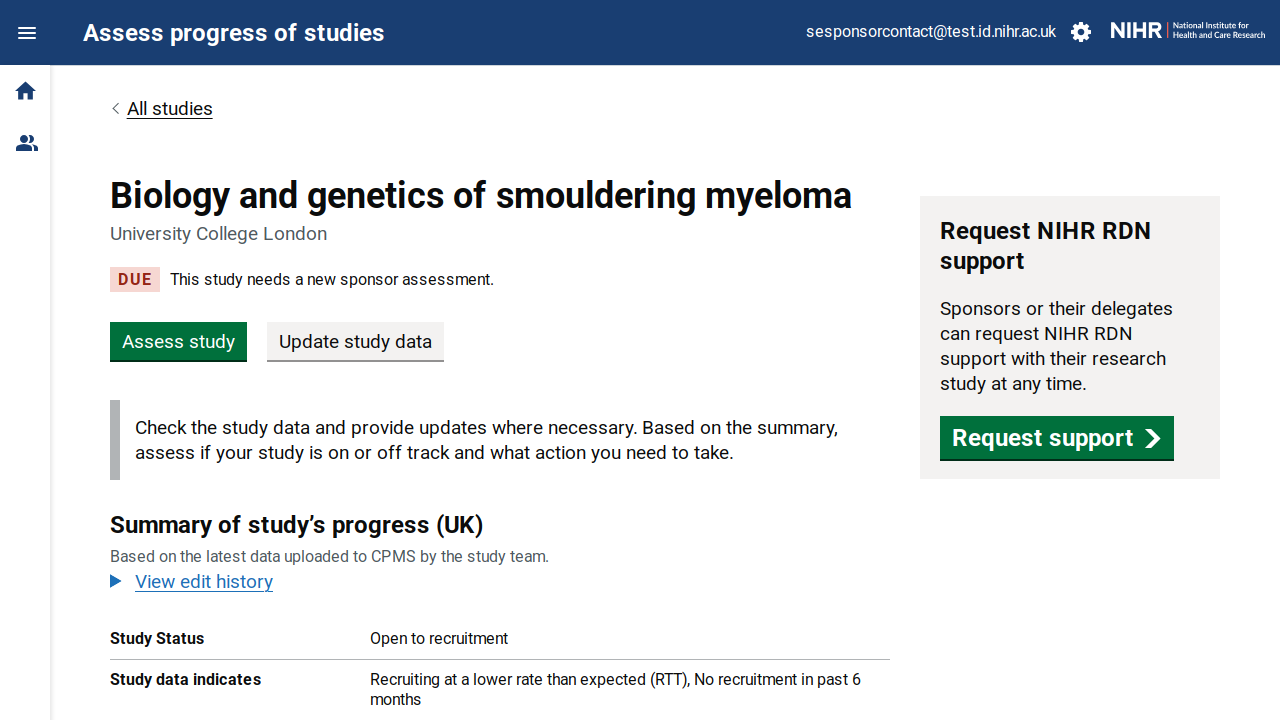 Assess progress of studies
sesponsorcontact@test.id.nihr.ac.uk
NIHR
National Institute for
Health and Care Research
All studies
Biology and genetics of smouldering myeloma
University College London
DUE This study needs a new sponsor assessment.
Assess study
Update study data
Check the study data and provide updates where necessary. Based on the summary,
assess if your study is on or off track and what action you need to take.
Summary of study’s progress (UK)
Based on the latest data uploaded to CPMS by the study team.
View edit history
Study Status Open to recruitment
Study data indicates Recruiting at a lower rate than expected (RTT), No recruitment in past 6
months
Request NIHR RDN
support
Sponsors or their delegates
can request NIHR RDN
support with their research
study at any time.
Request support